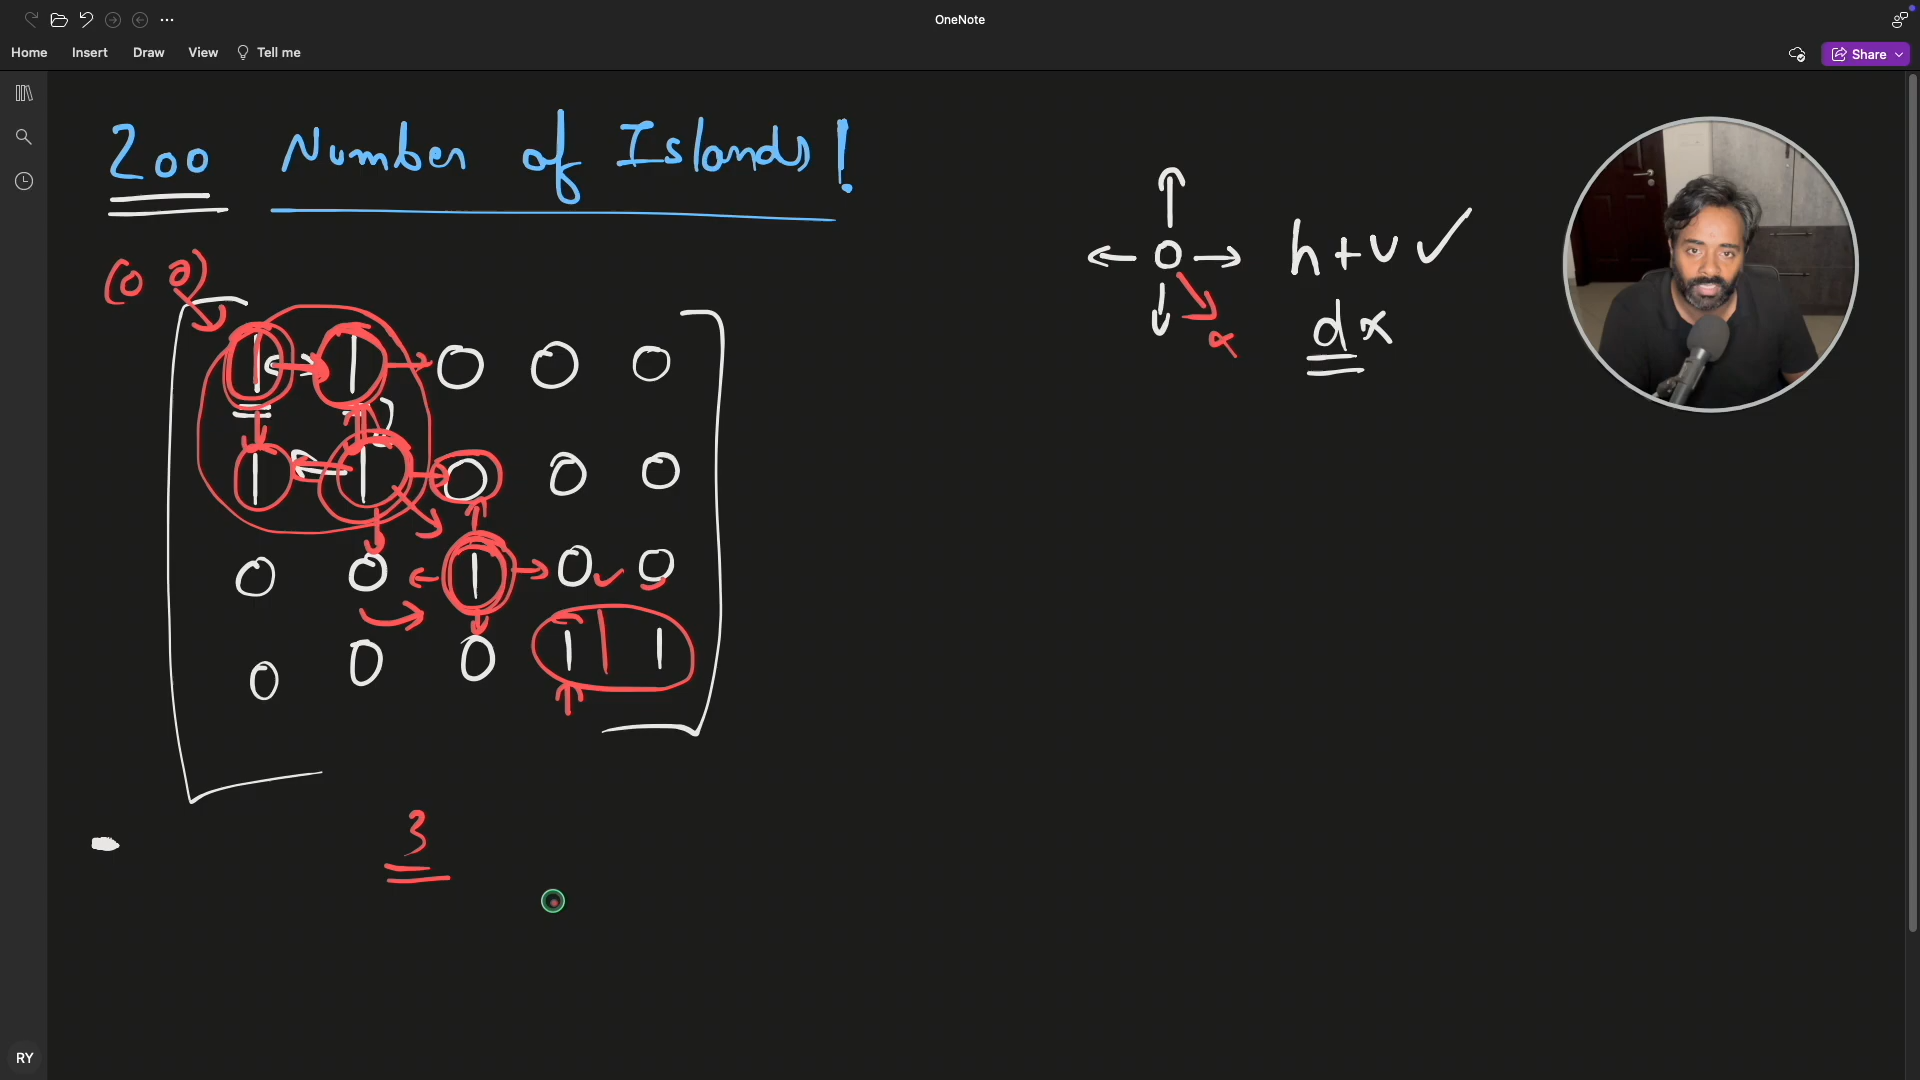 OneNote
Home Insert Draw View Tell me
Share
200 Number of Islands!
h+v ✓
d x
(0 0)
1 1 0 0 0
1 1 0 0 0
0 0 1 0 0
0 0 0 1 1
3
RY